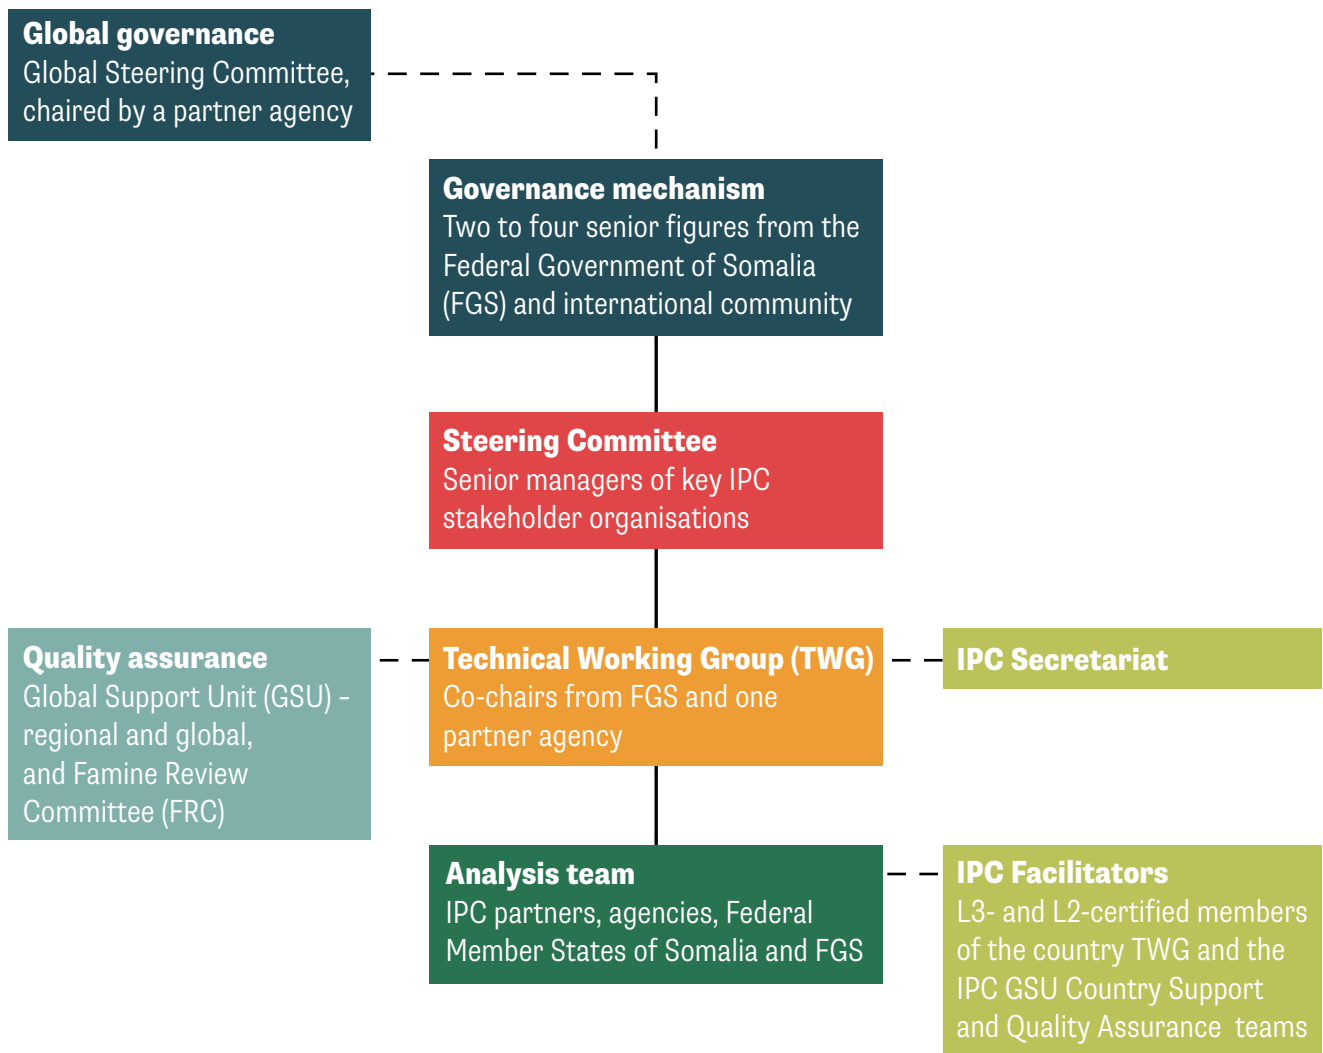 Global governance
Global Steering Committee,
chaired by a partner agency
Governance mechanism
Two to four senior figures from the
Federal Government of Somalia
(FGS) and international community
Steering Committee
Senior managers of key IPC
stakeholder organisations
Quality assurance
Global Support Unit (GSU) –
regional and global,
and Famine Review
Committee (FRC)
Technical Working Group (TWG)
Co-chairs from FGS and one
partner agency
IPC Secretariat
Analysis team
IPC partners, agencies, Federal
Member States of Somalia and FGS
IPC Facilitators
L3- and L2-certified members
of the country TWG and the
IPC GSU Country Support
and Quality Assurance teams